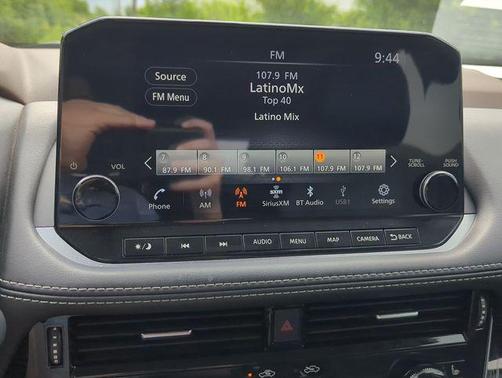 FM
9:44
Source
FM Menu
107.9 FM
LatinoMx
Top 40
Latino Mix
VOL
TUNE-
SCROLL
PUSH
SOUND
7 8 9 10 11 12
87.9 FM 90.1 FM 98.1 FM 106.1 FM 107.9 FM 107.9 FM
Phone AM FM SiriusXM BT Audio USB1 Settings
AUDIO MENU MAP CAMERA BACK